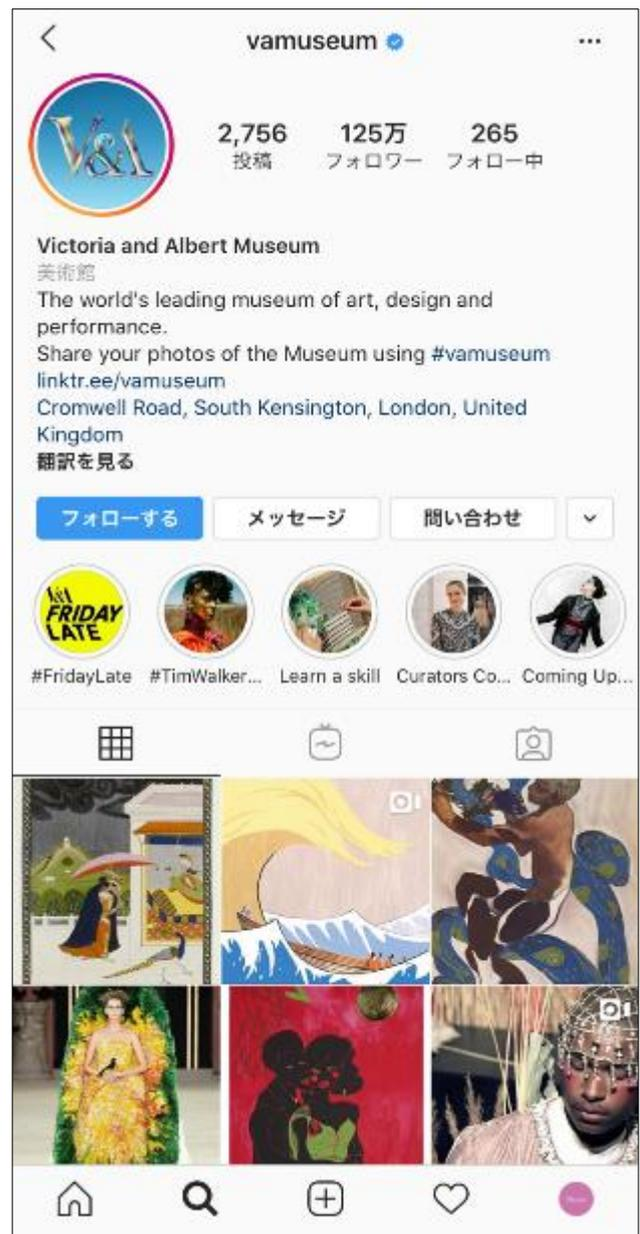 vamuseum
V&A
2,756 125万 265
投稿 フォロワー フォロー中
Victoria and Albert Museum
美術館
The world's leading museum of art, design and
performance.
Share your photos of the Museum using #vamuseum
linktr.ee/vamuseum
Cromwell Road, South Kensington, London, United
Kingdom
翻訳を見る
フォローする メッセージ 問い合わせ
V&A
FRIDAY
LATE
#FridayLate #TimWalker... Learn a skill Curators Co... Coming Up...